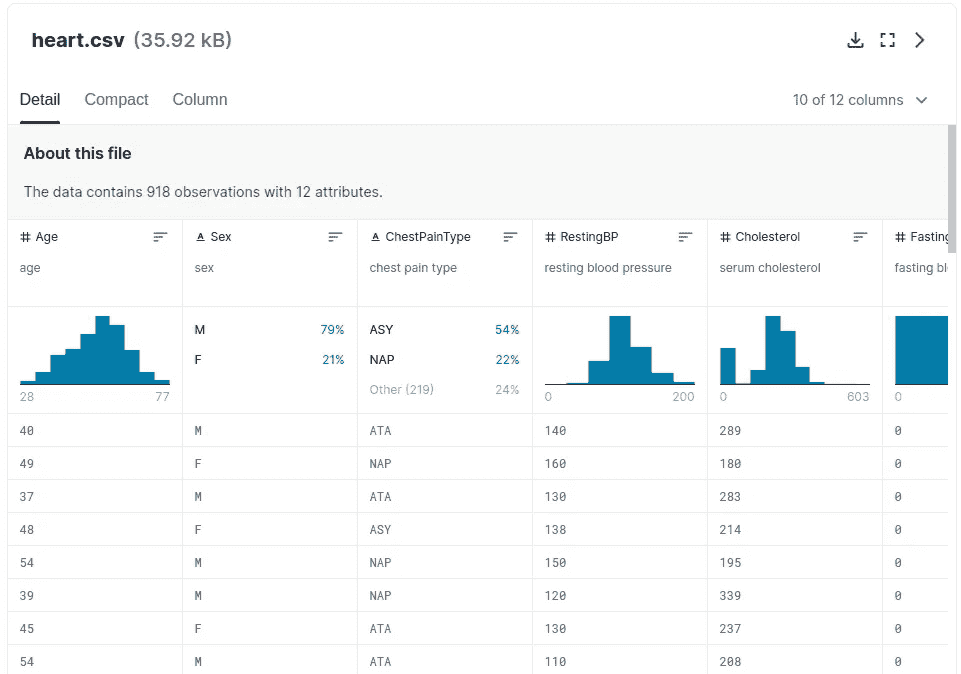 heart.csv (35.92 kB)
Detail Compact Column 10 of 12 columns
About this file
The data contains 918 observations with 12 attributes.
# Age A Sex A ChestPainType # RestingBP # Cholesterol # Fasting
age sex chest pain type resting blood pressure serum cholesterol fasting bl
M 79% ASY 54%
F 21% NAP 22%
Other (219) 24%
28 77 0 200 0 603 0
40 M ATA 140 289 0
49 F NAP 160 180 0
37 M ATA 130 283 0
48 F ASY 138 214 0
54 M NAP 150 195 0
39 M NAP 120 339 0
45 F ATA 130 237 0
54 M ATA 110 208 0